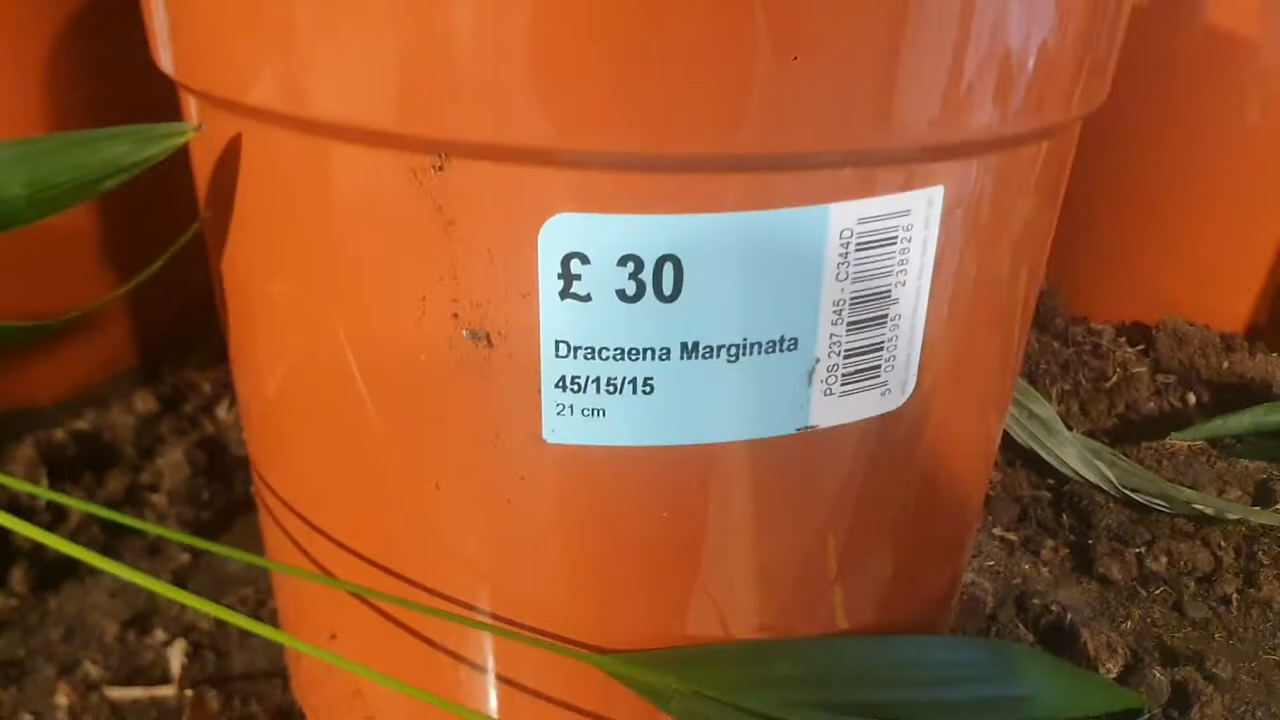 £ 30
Dracaena Marginata
45/15/15
21 cm
POS 237 545 - C344D
5 050595 238826